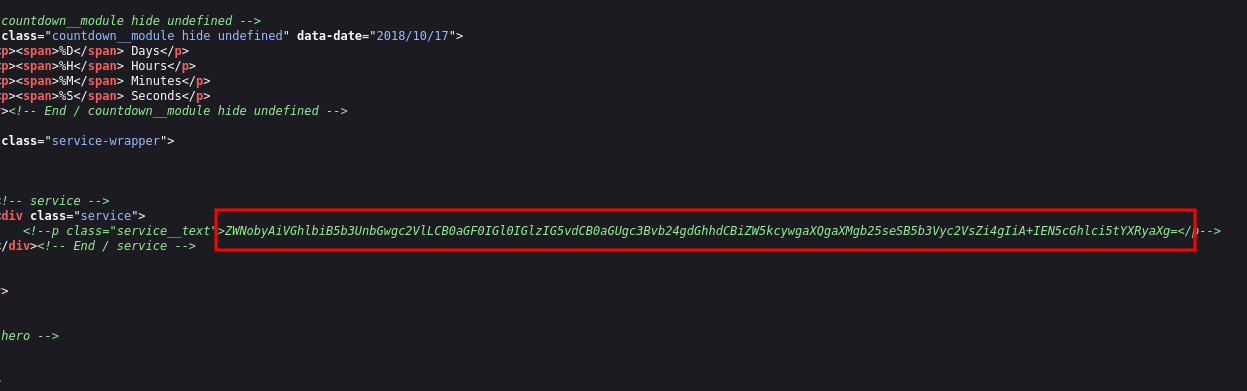 countdown__module hide undefined -->
class="countdown__module hide undefined" data-date="2018/10/17">
p><span>%D</span> Days</p>
p><span>%H</span> Hours</p>
p><span>%M</span> Minutes</p>
p><span>%S</span> Seconds</p>
><!-- End / countdown__module hide undefined -->
class="service-wrapper">
!-- service -->
div class="service">
<!--p class="service__text">ZWNobyAiVGhlbiB5b3UnbGwgc2VlLCB0aGF0IGl0IGlzIG5vdCB0aGUgc3Bvb24gdGhhdCBiZW5kcywgaXQgaXMgb25seSB5b3Vyc2VsZi4gIiA+IEN5cGhlci5tYXRyaXg=</p-->
</div><!-- End / service -->
>
hero -->